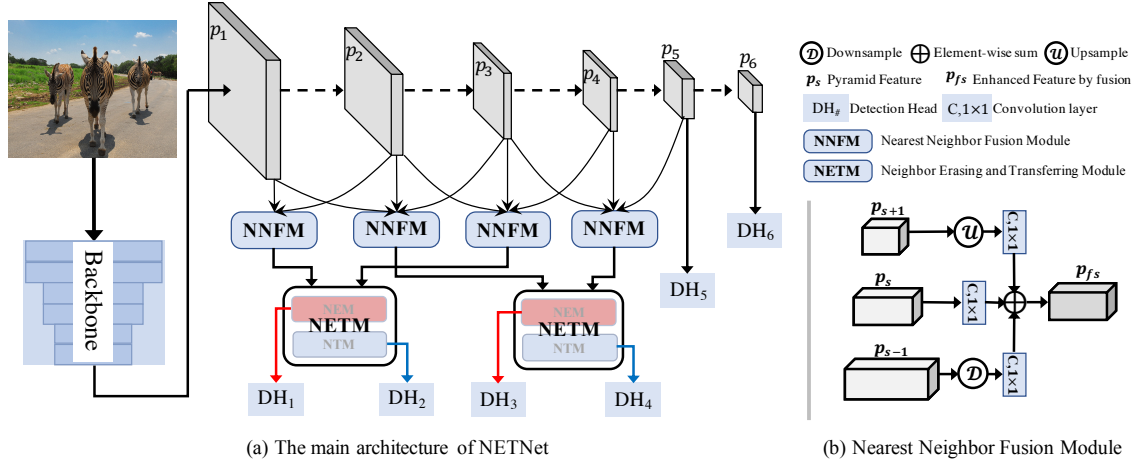 p1
p2
p3
p4
p5
p6
Backbone
NNFM
NNFM
NNFM
NNFM
NEM
NETM
NTM
NEM
NETM
NTM
DH1
DH2
DH3
DH4
DH5
DH6
(a) The main architecture of NETNet
D Downsample ⊕ Element-wise sum U Upsample
ps Pyramid Feature pfs Enhanced Feature by fusion
DH# Detection Head C,1×1 Convolution layer
NNFM Nearest Neighbor Fusion Module
NETM Neighbor Erasing and Transferring Module
ps+1
U
C,1×1
ps
C,1×1
pfs
ps−1
D
C,1×1
(b) Nearest Neighbor Fusion Module